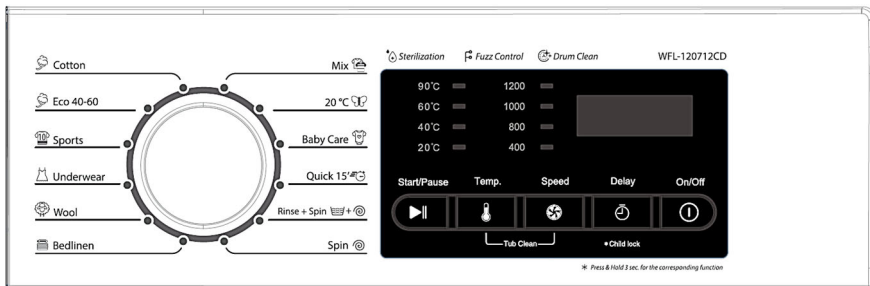 Cotton
Eco 40-60
Sports
Underwear
Wool
Bedlinen
Mix
20 °C
Baby Care
Quick 15'
Rinse + Spin +
Spin
Sterilization Fuzz Control Drum Clean WFL-120712CD
90°C 1200
60°C 1000
40°C 800
20°C 400
Start/Pause Temp. Speed Delay On/Off
Tub Clean • Child lock
* Press & Hold 3 sec. for the corresponding function